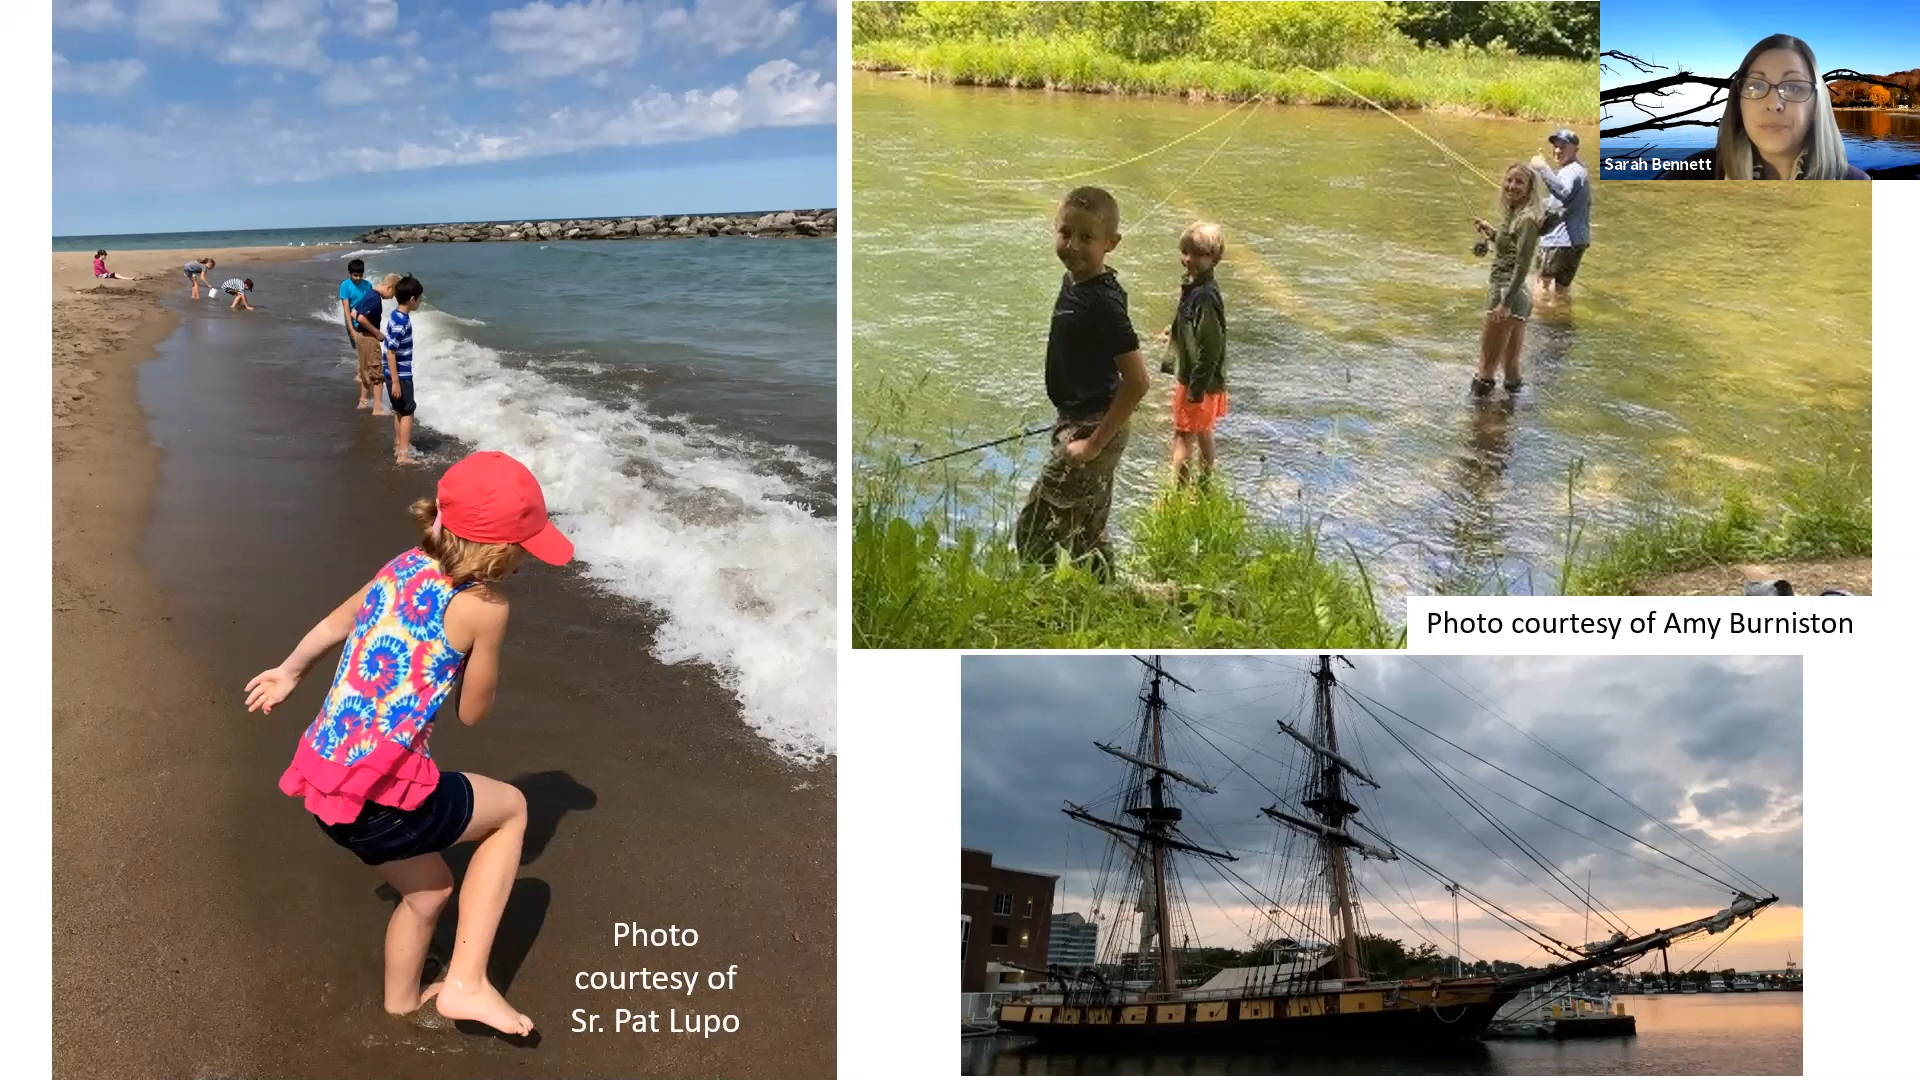 Sarah Bennett
Photo courtesy of Amy Burniston
Photo
courtesy of
Sr. Pat Lupo